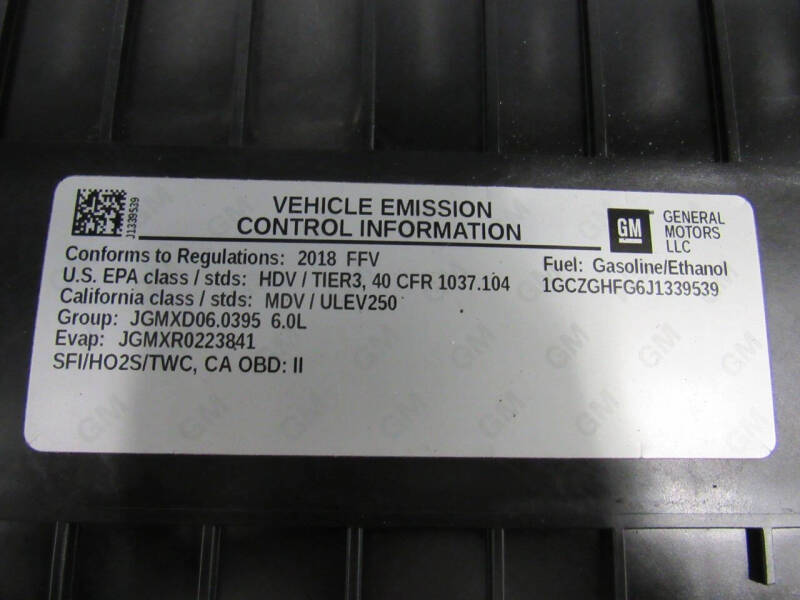 J1339539
VEHICLE EMISSION
CONTROL INFORMATION
GM
GENERAL
MOTORS
LLC
Conforms to Regulations: 2018 FFV
Fuel: Gasoline/Ethanol
U.S. EPA class / stds: HDV / TIER3, 40 CFR 1037.104
1GCZGHFG6J1339539
California class / stds: MDV / ULEV250
Group: JGMXD06.0395 6.0L
Evap: JGMXR0223841
SFI/HO2S/TWC, CA OBD: II